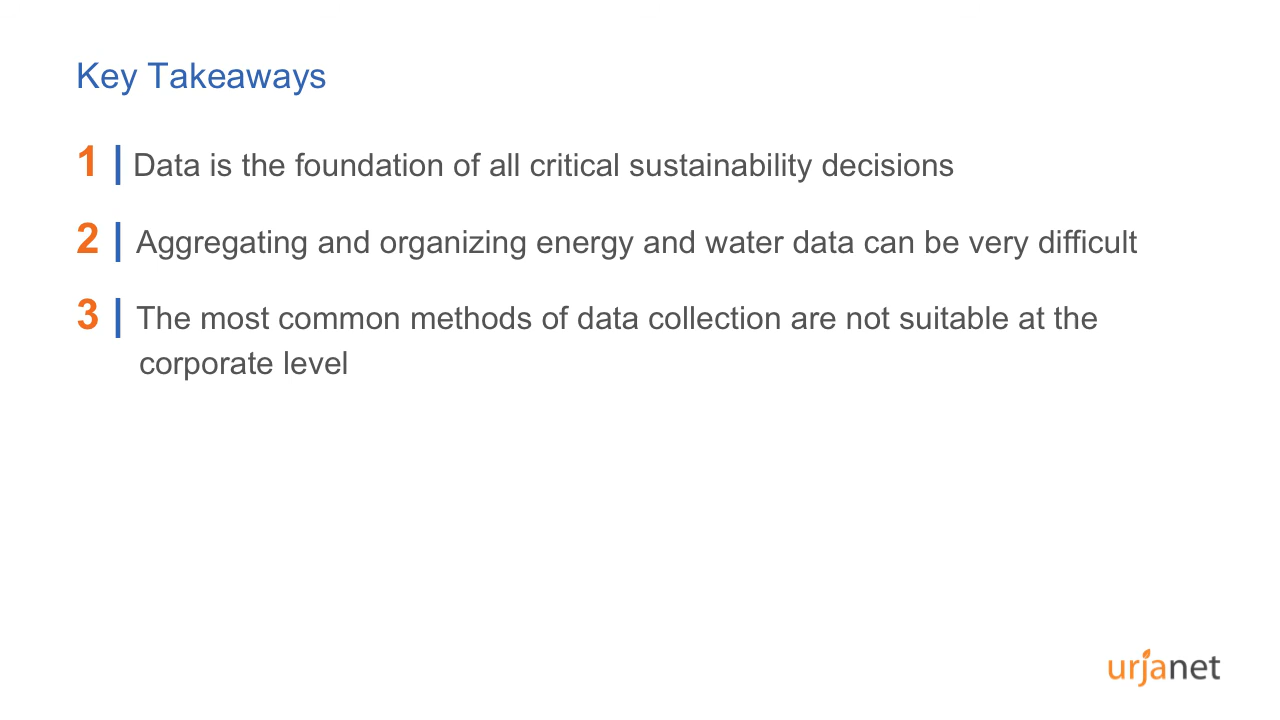 Key Takeaways
1 | Data is the foundation of all critical sustainability decisions
2 | Aggregating and organizing energy and water data can be very difficult
3 | The most common methods of data collection are not suitable at the
corporate level
urjanet